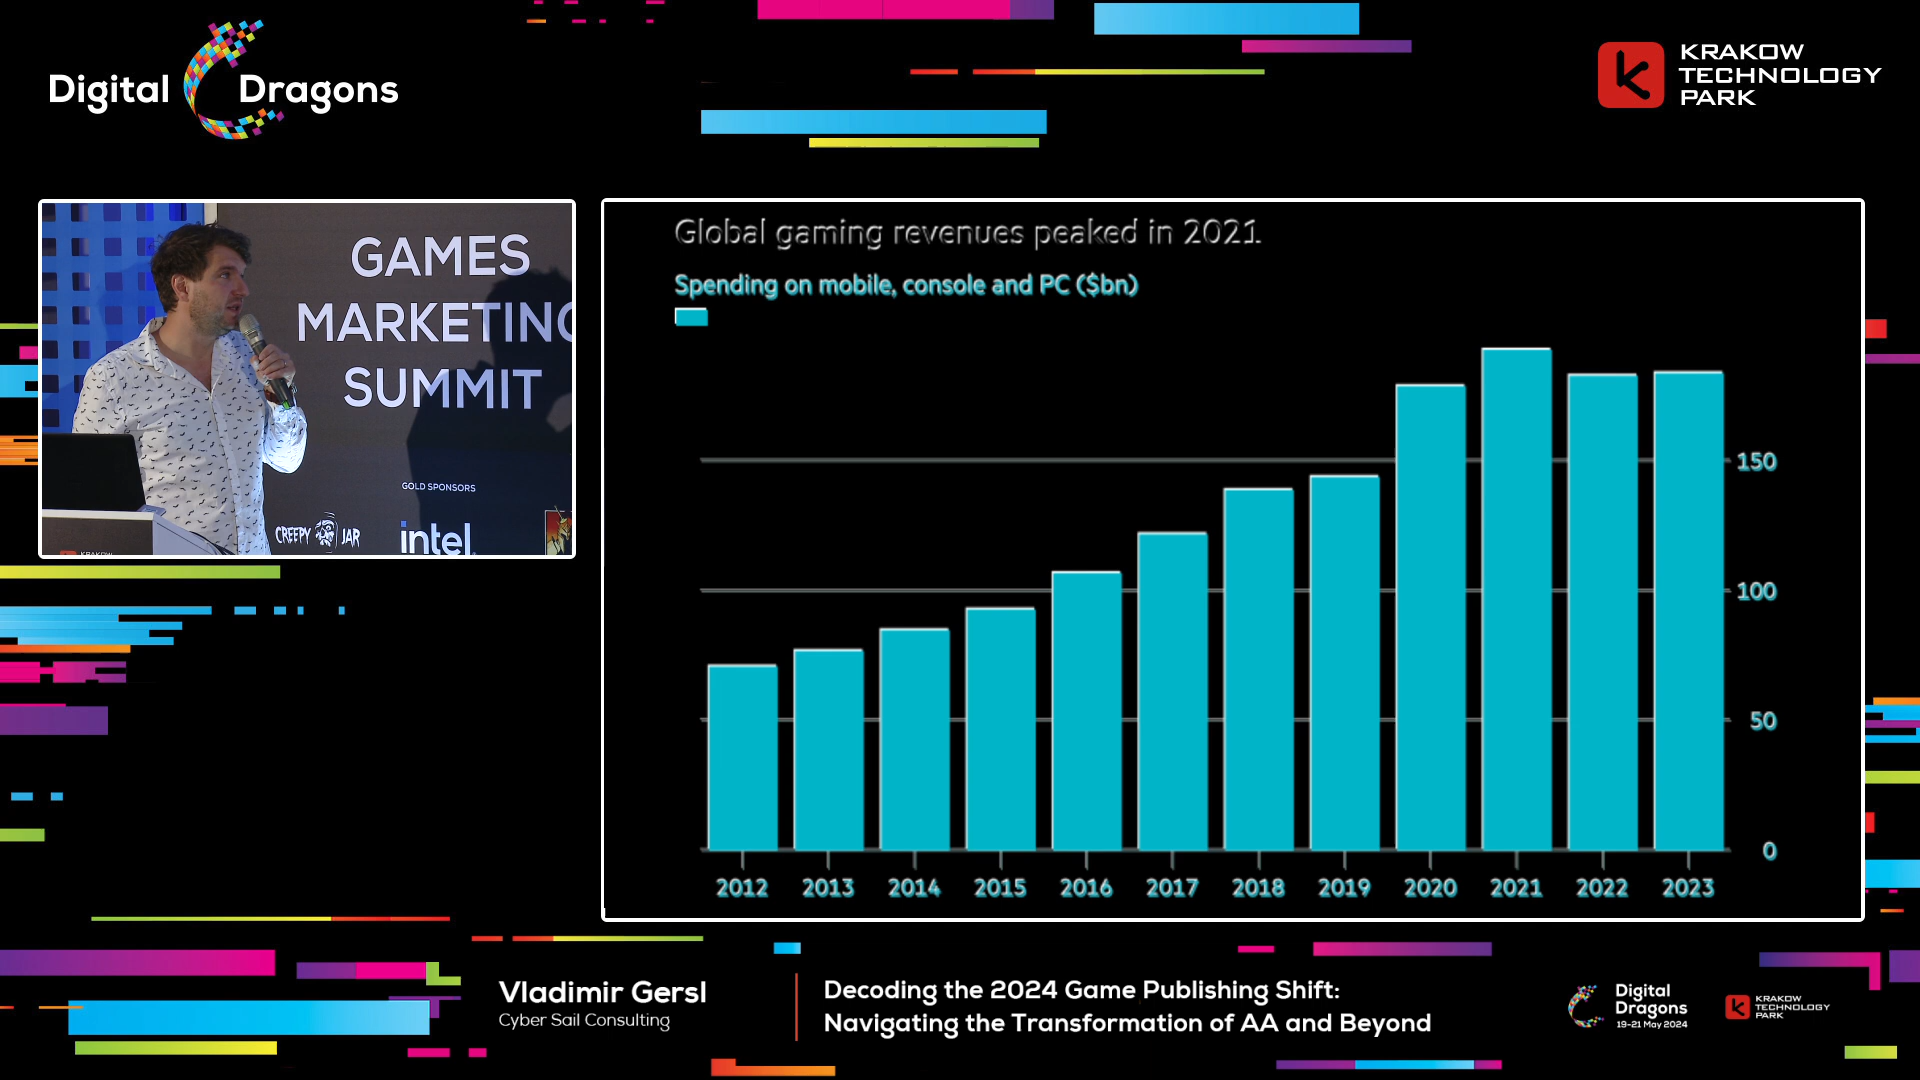 Digital Dragons
KRAKOW
TECHNOLOGY
PARK
GAMES
MARKETING
SUMMIT
GOLD SPONSORS
CREEPY JAR
intel
KRAKOW
Global gaming revenues peaked in 2021
Spending on mobile, console and PC ($bn)
150
100
50
0
2012 2013 2014 2015 2016 2017 2018 2019 2020 2021 2022 2023
Vladimir Gersl
Cyber Sail Consulting
Decoding the 2024 Game Publishing Shift:
Navigating the Transformation of AA and Beyond
Digital
Dragons
19-21 May 2024
KRAKOW
TECHNOLOGY
PARK